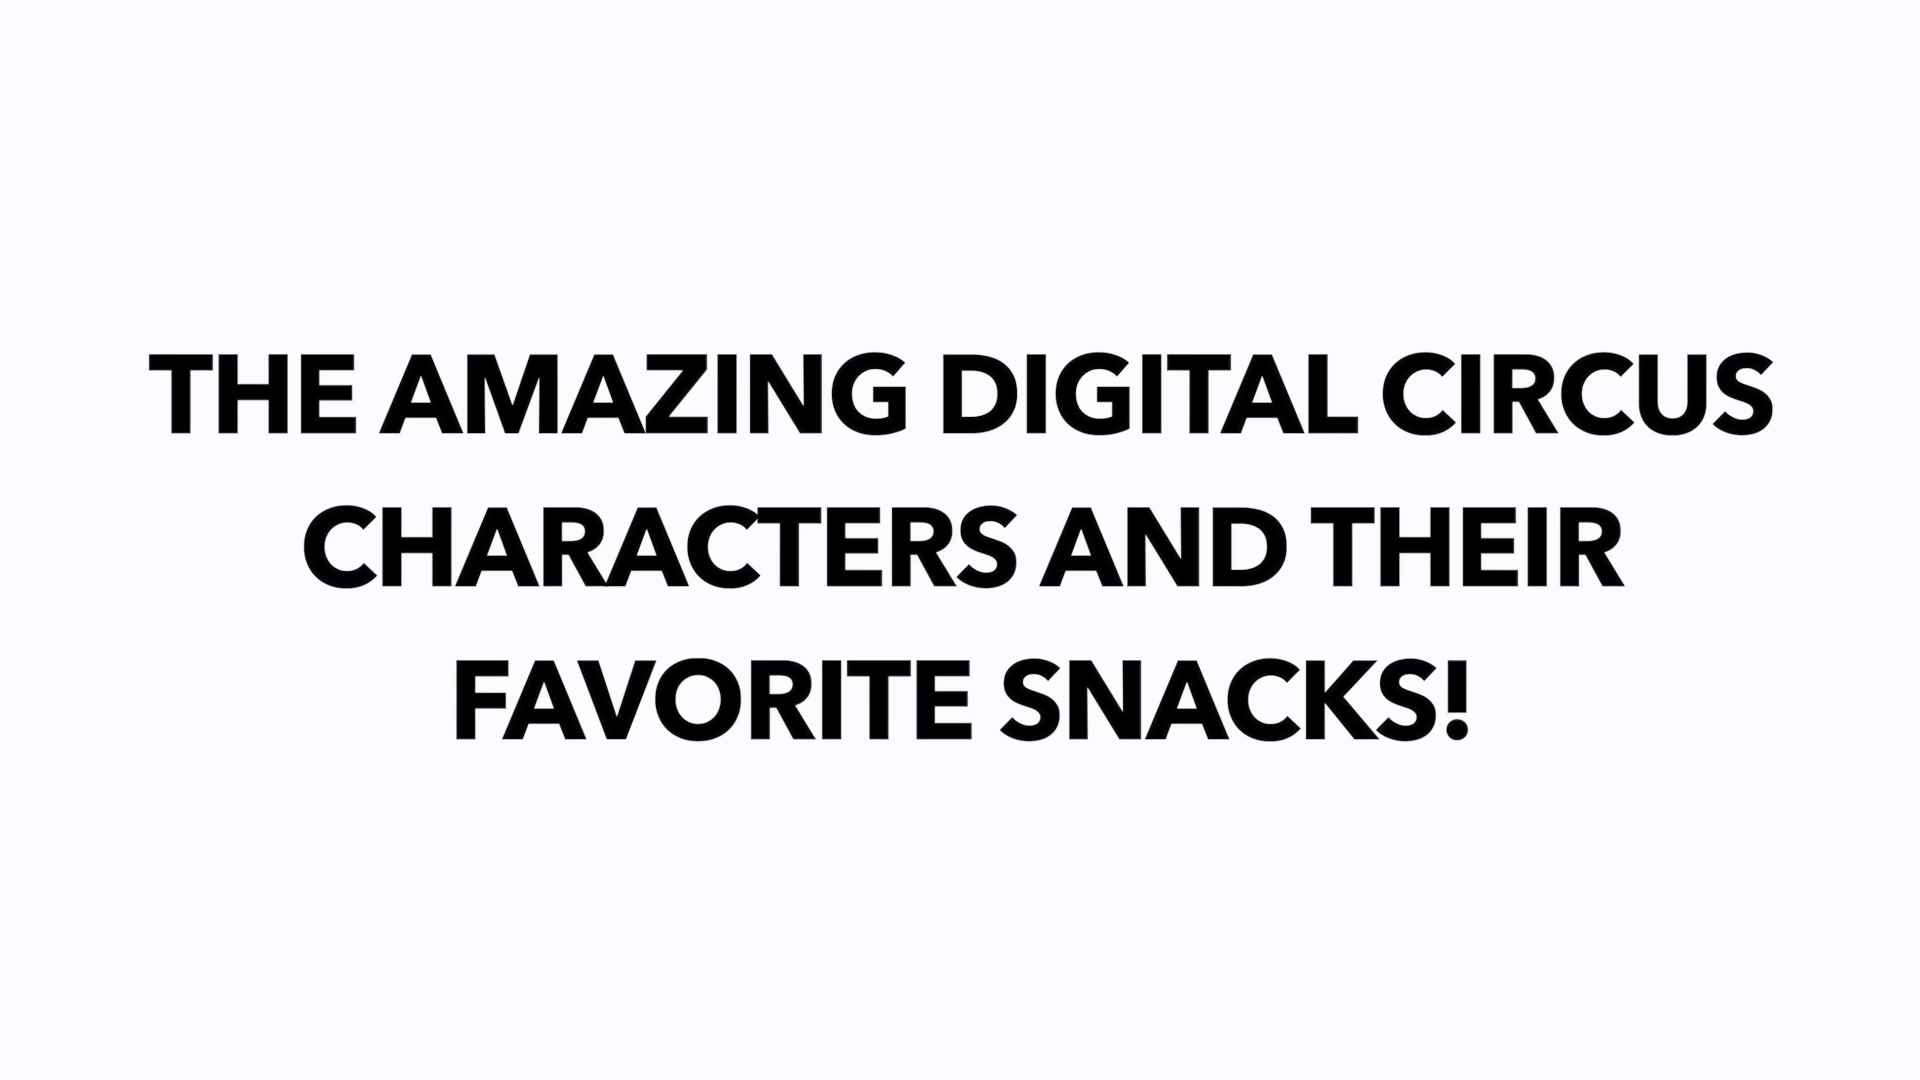 THE AMAZING DIGITAL CIRCUS
CHARACTERS AND THEIR
FAVORITE SNACKS!